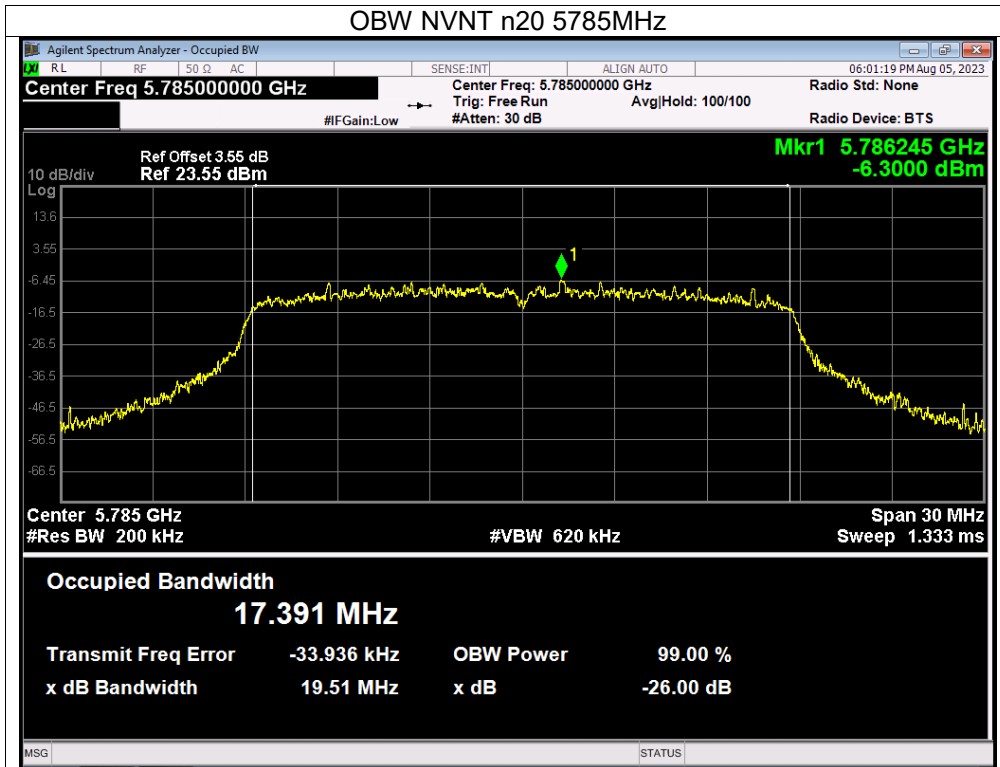 OBW NVNT n20 5785MHz
Agilent Spectrum Analyzer - Occupied BW
LXI RL RF 50 Ω AC SENSE:INT ALIGN AUTO 06:01:19 PM Aug 05, 2023
Center Freq 5.785000000 GHz Center Freq: 5.785000000 GHz Radio Std: None
Trig: Free Run Avg|Hold: 100/100
#IFGain:Low #Atten: 30 dB Radio Device: BTS
Ref Offset 3.55 dB Mkr1 5.786245 GHz
10 dB/div Ref 23.55 dBm -6.3000 dBm
Log
13.6
3.55
1
-6.45
-16.5
-26.5
-36.5
-46.5
-56.5
-66.5
Center 5.785 GHz Span 30 MHz
#Res BW 200 kHz #VBW 620 kHz Sweep 1.333 ms
Occupied Bandwidth
17.391 MHz
Transmit Freq Error -33.936 kHz OBW Power 99.00 %
x dB Bandwidth 19.51 MHz x dB -26.00 dB
MSG STATUS